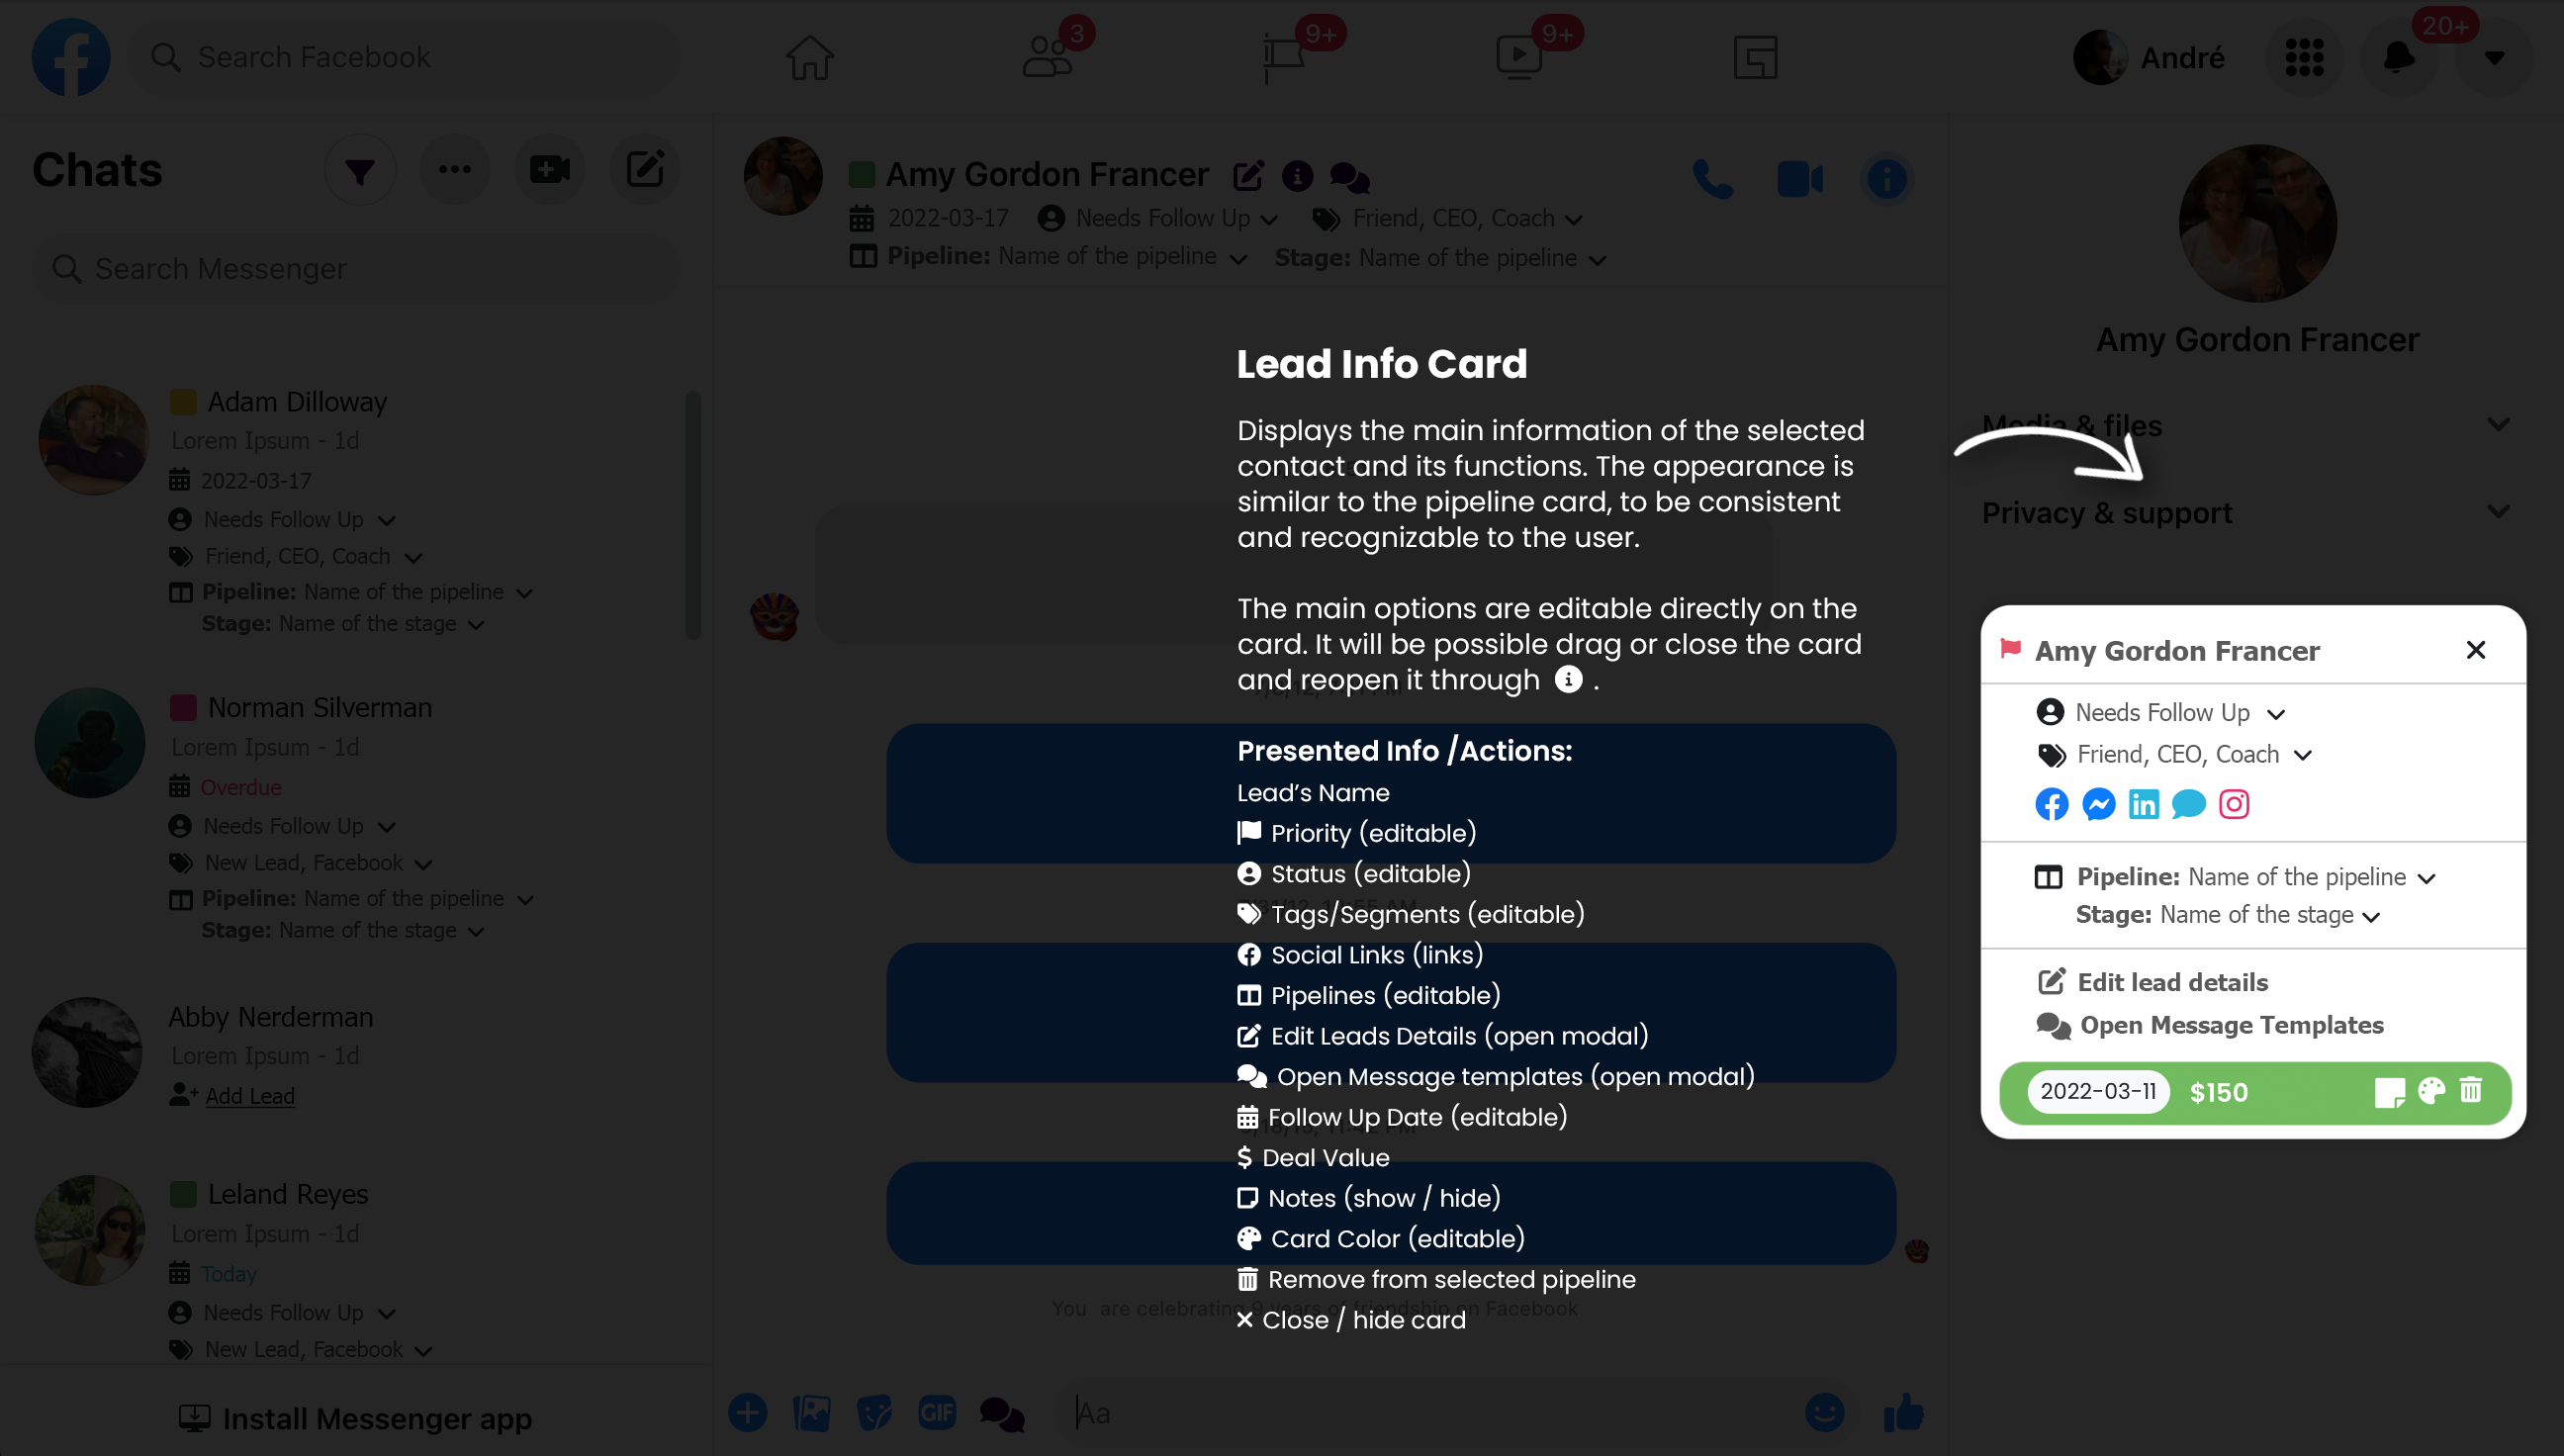 Search Facebook
3
9+
9+
André
20+
Chats
Search Messenger
Adam Dilloway
Lorem Ipsum - 1d
2022-03-17
Needs Follow Up
Friend, CEO, Coach
Pipeline: Name of the pipeline
Stage: Name of the stage
Norman Silverman
Lorem Ipsum - 1d
Overdue
Needs Follow Up
New Lead, Facebook
Pipeline: Name of the pipeline
Stage: Name of the stage
Abby Nerderman
Lorem Ipsum - 1d
Add Lead
Leland Reyes
Lorem Ipsum - 1d
Today
Needs Follow Up
New Lead, Facebook
Install Messenger app
Amy Gordon Francer
2022-03-17 Needs Follow Up Friend, CEO, Coach
Pipeline: Name of the pipeline Stage: Name of the pipeline
Lead Info Card
Displays the main information of the selected
contact and its functions. The appearance is
similar to the pipeline card, to be consistent
and recognizable to the user.
The main options are editable directly on the
card. It will be possible drag or close the card
and reopen it through .
Presented Info /Actions:
Lead’s Name
Priority (editable)
Status (editable)
Tags/Segments (editable)
Social Links (links)
Pipelines (editable)
Edit Leads Details (open modal)
Open Message templates (open modal)
Follow Up Date (editable)
$ Deal Value
Notes (show / hide)
Card Color (editable)
Remove from selected pipeline
You are celebrating 9 years of friendship on Facebook
Close / hide card
GIF
Aa
Amy Gordon Francer
Media & files
Privacy & support
Amy Gordon Francer
Needs Follow Up
Friend, CEO, Coach
Pipeline: Name of the pipeline
Stage: Name of the stage
Edit lead details
Open Message Templates
2022-03-11 $150